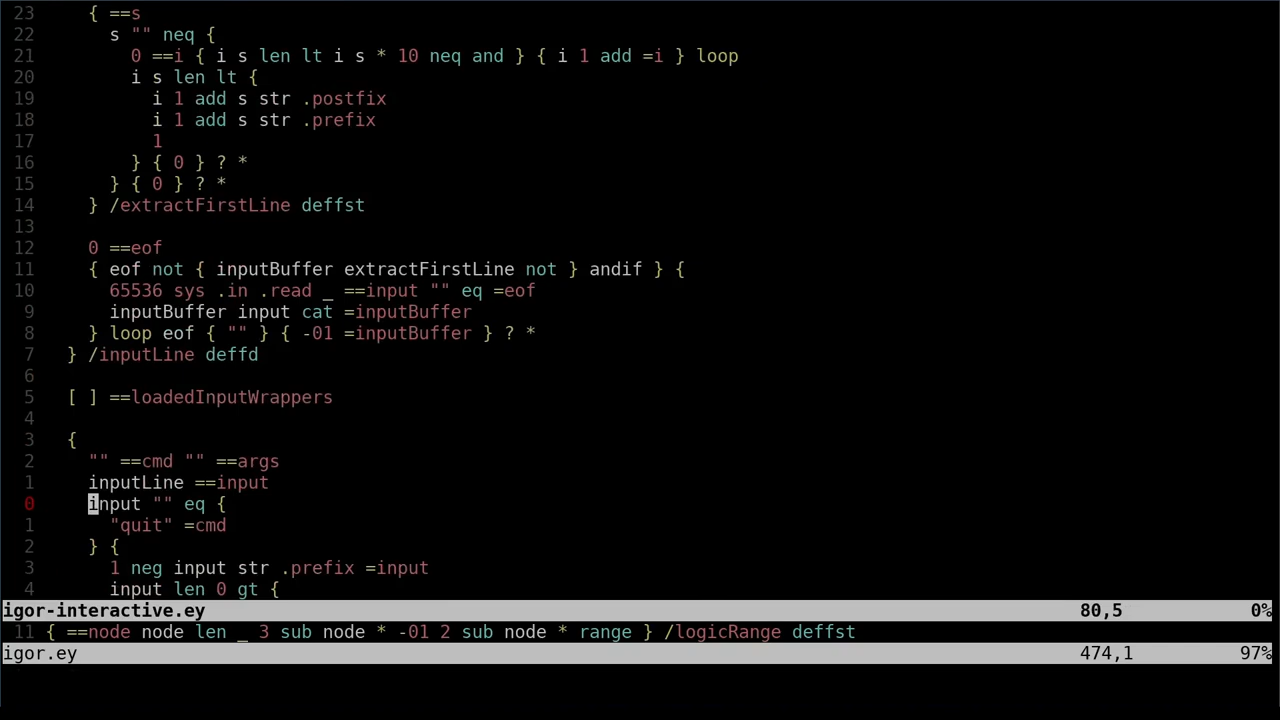 23     { ==s
22       s "" neq {
21         0 ==i { i s len lt i s * 10 neq and } { i 1 add =i } loop
20         i s len lt {
19           i 1 add s str .postfix
18           i 1 add s str .prefix
17           1
16         } { 0 } ? *
15       } { 0 } ? *
14     } /extractFirstLine deffst
13
12     0 ==eof
11     { eof not { inputBuffer extractFirstLine not } andif } {
10       65536 sys .in .read _ ==input "" eq =eof
9       inputBuffer input cat =inputBuffer
8     } loop eof { "" } { -01 =inputBuffer } ? *
7   } /inputLine deffd
6
5   [ ] ==loadedInputWrappers
4
3   {
2     "" ==cmd "" ==args
1     inputLine ==input
0     input "" eq {
1       "quit" =cmd
2     } {
3       1 neg input str .prefix =input
4       input len 0 gt {
igor-interactive.ey 80,5 0%
11 { ==node node len _ 3 sub node * -01 2 sub node * range } /logicRange deffst
igor.ey 474,1 97%